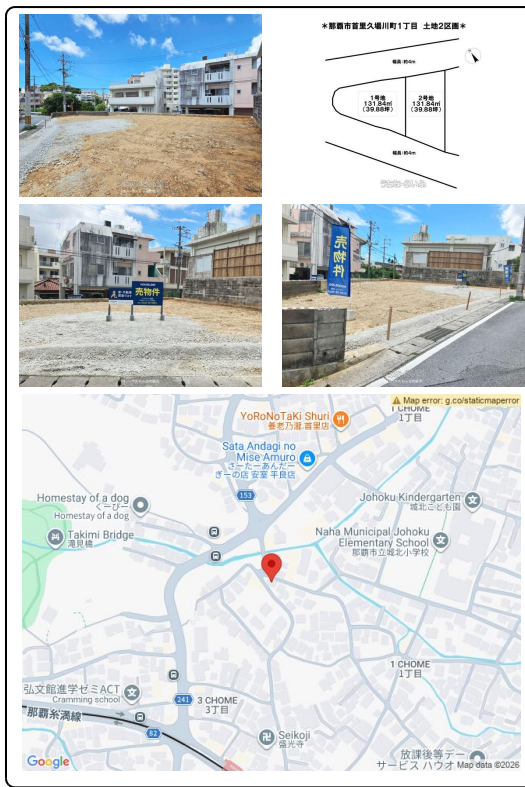 *那覇市首里久場川町1丁目 土地2区画*
幅員:約4m
1号地
131.84㎡
(39.88坪)
2号地
131.84㎡
(39.88坪)
幅員:約4m
売物件
売物件
Map error: g.co/staticmaperror
1 CHOME
1丁目
YoRoNoTaKi Shuri
養老乃瀧 首里店
Sata Andagi no
Mise Amuro
さーたーあんだー
ぎーの店 安室 平良店
153
Homestay of a dog
くーぴー
Homestay of a dog
Takimi Bridge
滝見橋
Johoku Kindergarten
城北こども園
Naha Municipal Johoku
Elementary School
那覇市立城北小学校
1 CHOME
1丁目
弘文館進学ゼミACT
Cramming school
241
3 CHOME
3丁目
那覇糸満線
82
Seikoji
盛光寺
放課後等デー
サービス ハウオ
Google
Map data ©2026